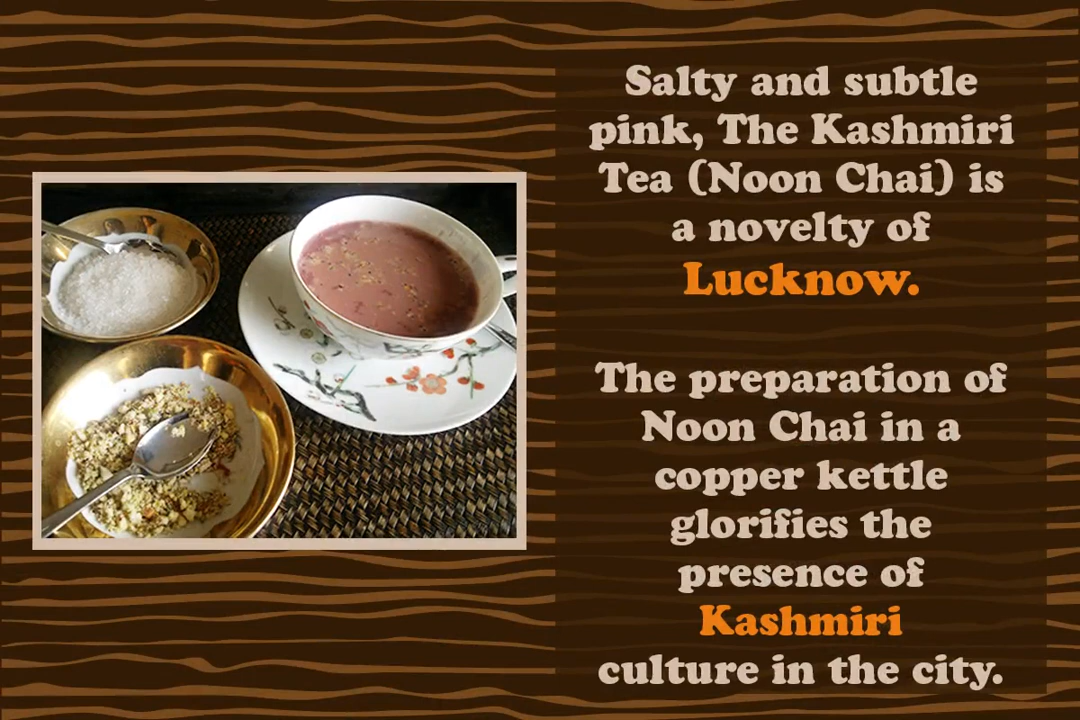 Salty and subtle
pink, The Kashmiri
Tea (Noon Chai) is
a novelty of
Lucknow.
The preparation of
Noon Chai in a
copper kettle
glorifies the
presence of
Kashmiri
culture in the city.